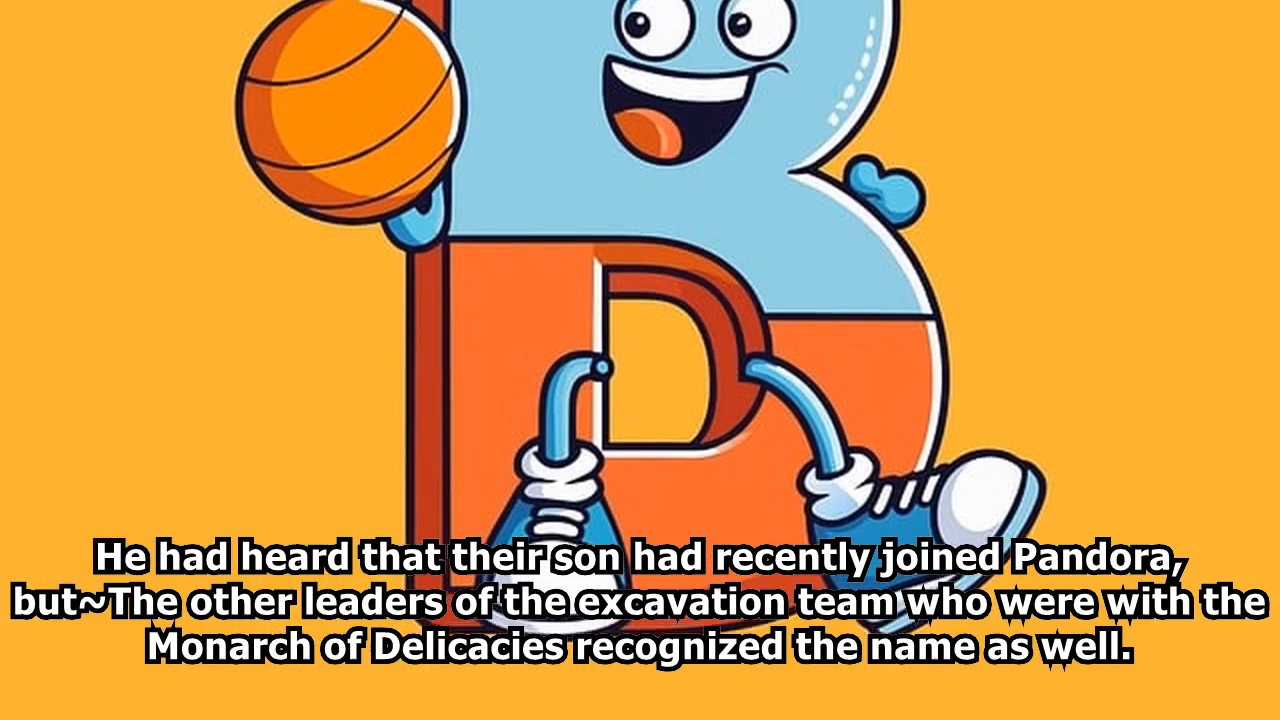 He had heard that their son had recently joined Pandora,
but~The other leaders of the excavation team who were with the
Monarch of Delicacies recognized the name as well.